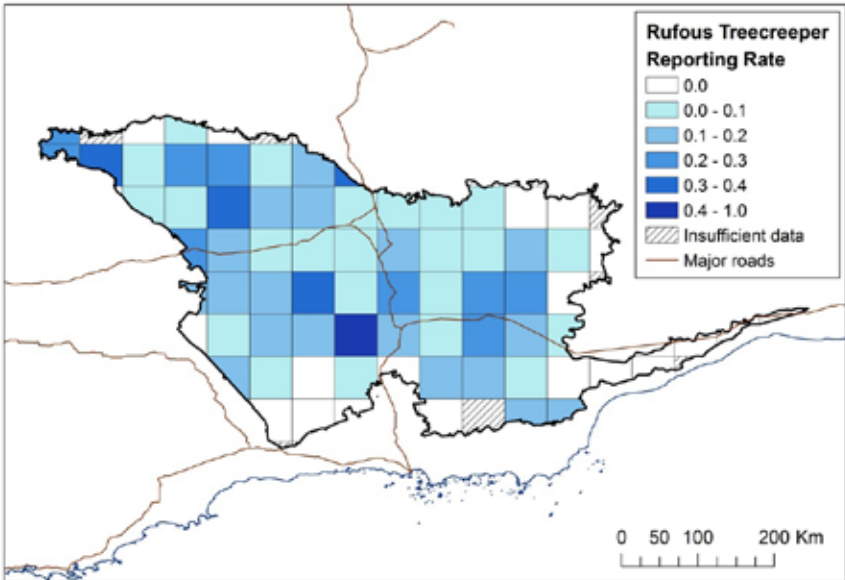 Rufous Treecreeper
Reporting Rate
0.0
0.0 - 0.1
0.1 - 0.2
0.2 - 0.3
0.3 - 0.4
0.4 - 1.0
Insufficient data
Major roads
0 50 100 200 Km